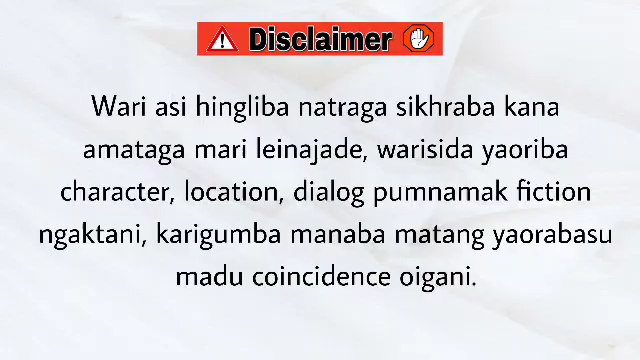 Disclaimer
Wari asi hingliba natraga sikhraba kana
amataga mari leinajade, warisida yaoriba
character, location, dialog pumnamak fiction
ngaktani, karigumba manaba matang yaorabasu
madu coincidence oigani.